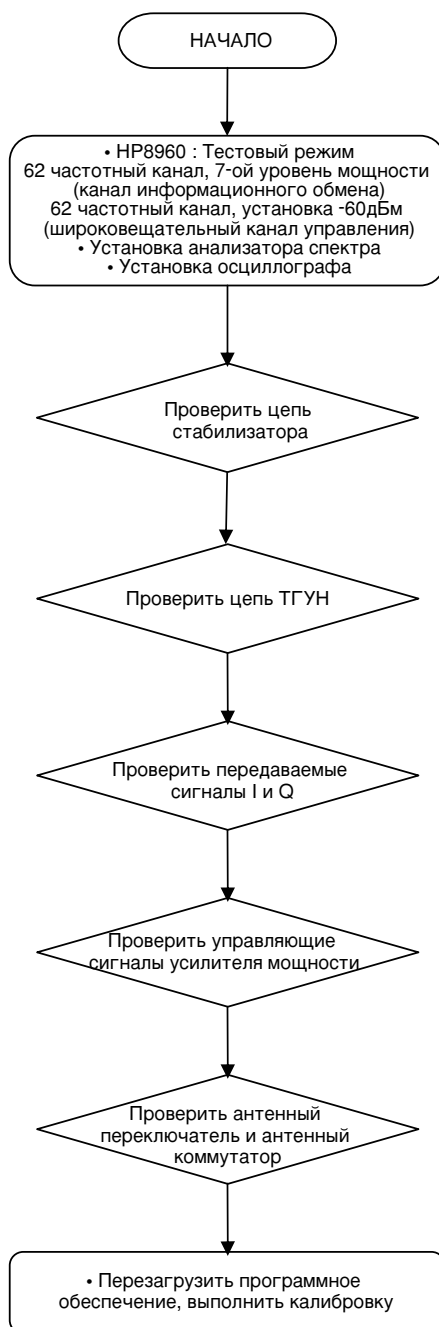 НАЧАЛО
• HP8960 : Тестовый режим
62 частотный канал, 7-ой уровень мощности
(канал информационного обмена)
62 частотный канал, установка -60дБм
(широковещательный канал управления)
• Установка анализатора спектра
• Установка осциллографа
Проверить цепь
стабилизатора
Проверить цепь ТГУН
Проверить передаваемые
сигналы I и Q
Проверить управляющие
сигналы усилителя мощности
Проверить антенный
переключатель и антенный
коммутатор
• Перезагрузить программное
обеспечение, выполнить калибровку